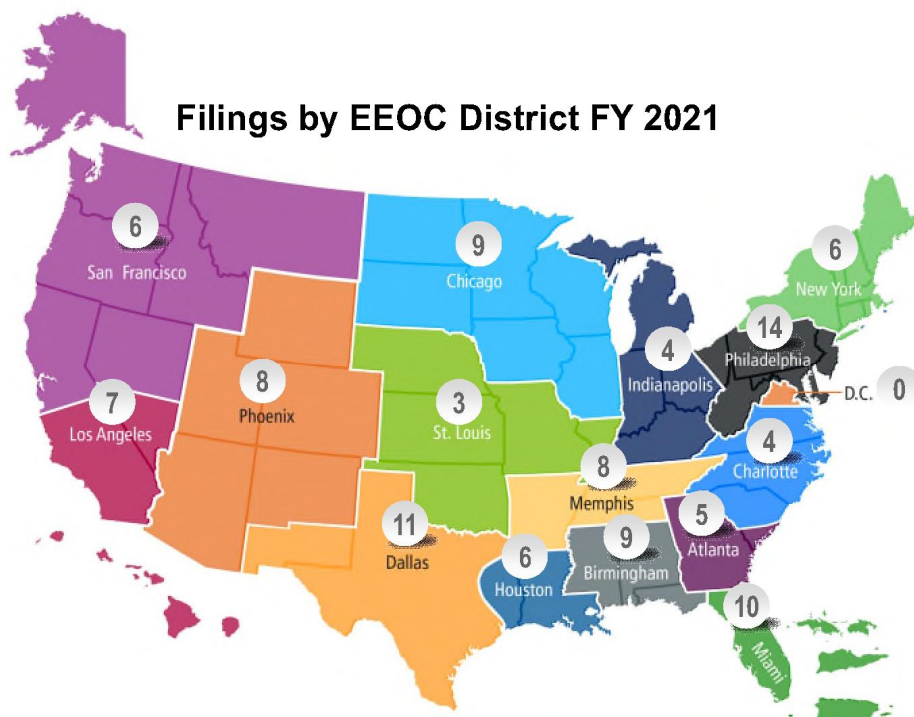 Filings by EEOC District FY 2021
6
San Francisco
9
Chicago
6
New York
14
Philadelphia
4
Indianapolis
D.C. 0
7
Los Angeles
8
Phoenix
3
St. Louis
4
Charlotte
8
Memphis
11
Dallas
6
Houston
9
Birmingham
5
Atlanta
10
Miami